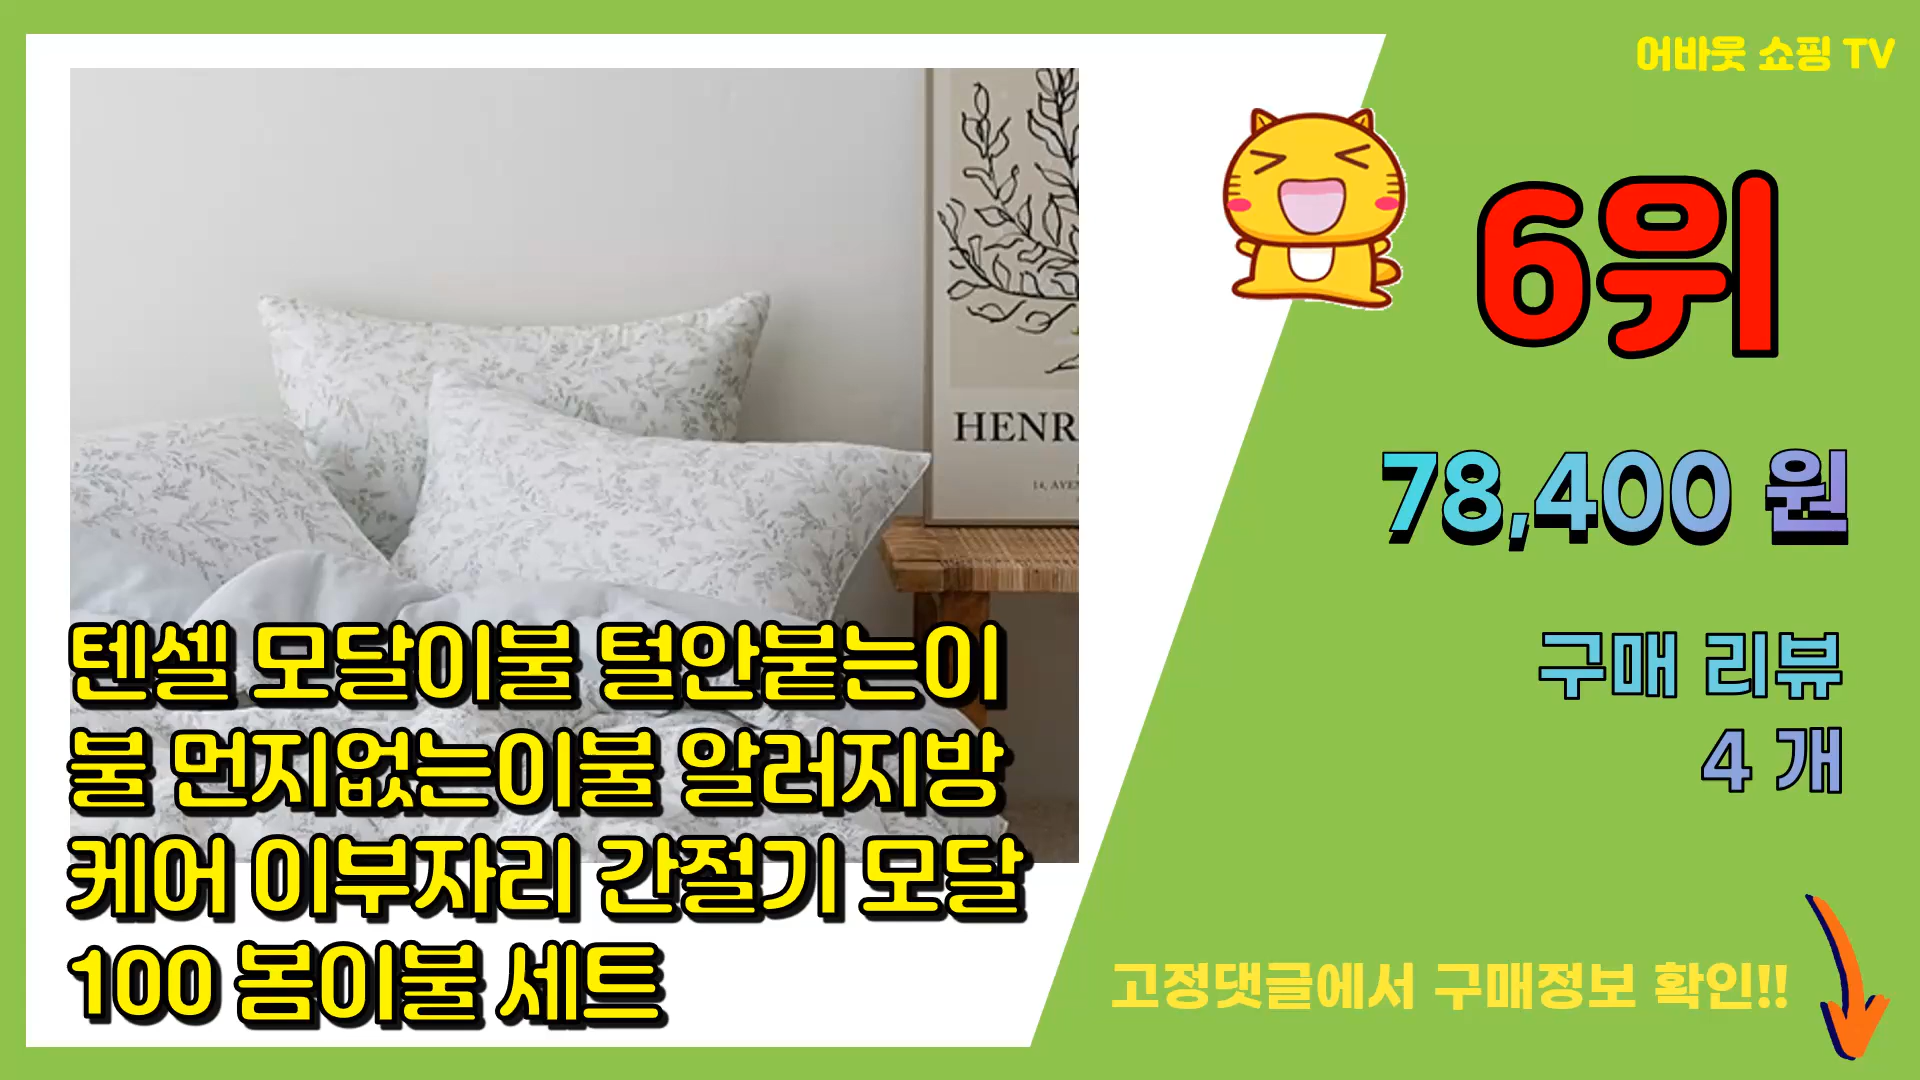 어바웃 쇼핑 TV
6위
78,400 원
구매 리뷰
4 개
HENR
텐셀 모달이불 털안붙는이
불 먼지없는이불 알러지방
케어 이부자리 간절기 모달
100 봄이불 세트
고정댓글에서 구매정보 확인!!